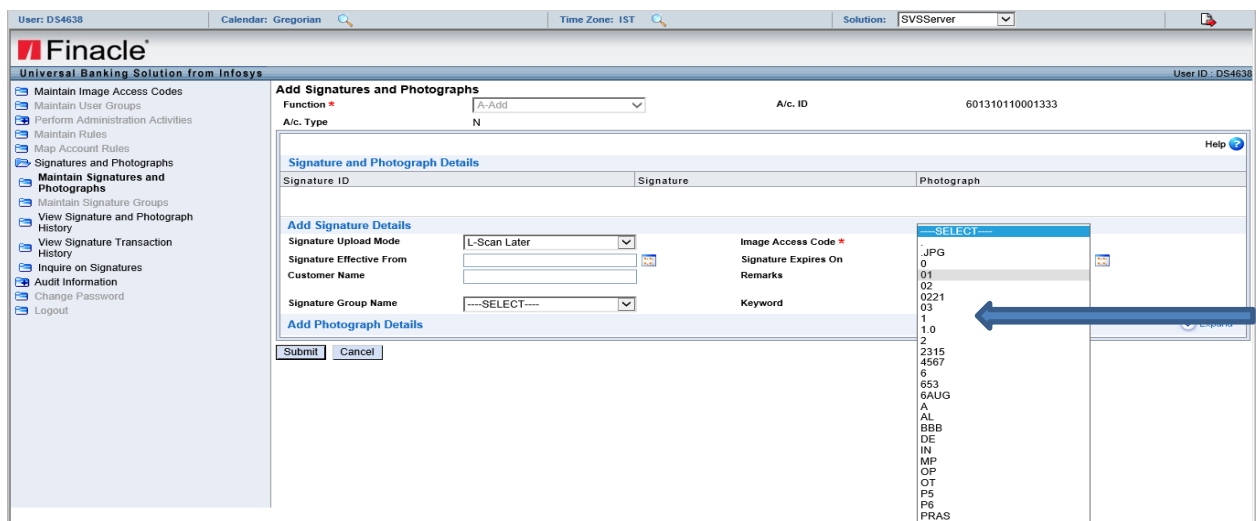 User: DS4638 Calendar: Gregorian Time Zone: IST Solution: SVSServer
Finacle
Universal Banking Solution from Infosys
User ID : DS4638
Maintain Image Access Codes
Maintain User Groups
Perform Administration Activities
Maintain Rules
Map Account Rules
Signatures and Photographs
Maintain Signatures and
Photographs
Maintain Signature Groups
View Signature and Photograph
History
View Signature Transaction
History
Inquire on Signatures
Audit Information
Change Password
Logout
Add Signatures and Photographs
Function * A-Add A/c. ID 601310110001333
A/c. Type N
Help ?
Signature and Photograph Details
Signature ID Signature Photograph
Add Signature Details
Signature Upload Mode L-Scan Later Image Access Code *
Signature Effective From Signature Expires On
Customer Name Remarks
Signature Group Name ----SELECT---- Keyword
Add Photograph Details Expand
Submit Cancel
----SELECT----
.
.JPG
0
01
02
0221
03
1
1.0
2
2315
4567
6
653
6AUG
A
AL
BBB
DE
IN
MP
OP
OT
P5
P6
PRAS